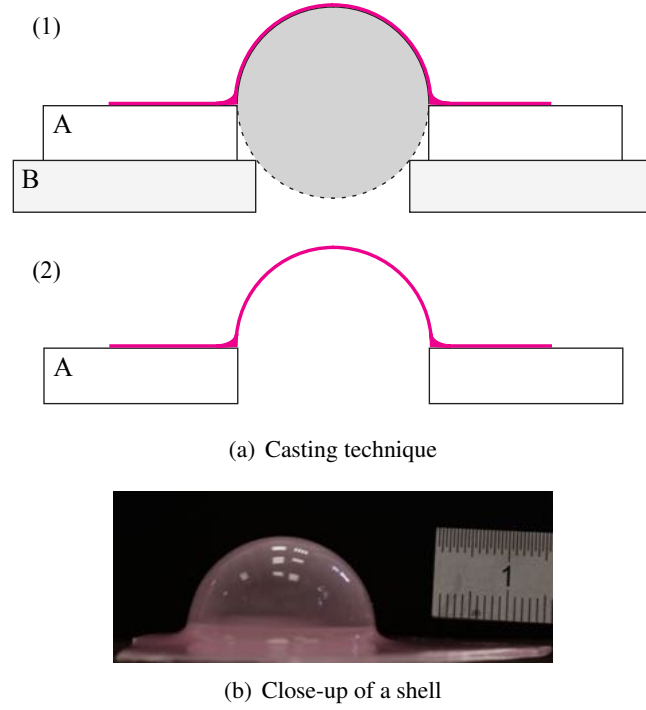 (1)
A
B
(2)
A
(a) Casting technique
1
(b) Close-up of a shell